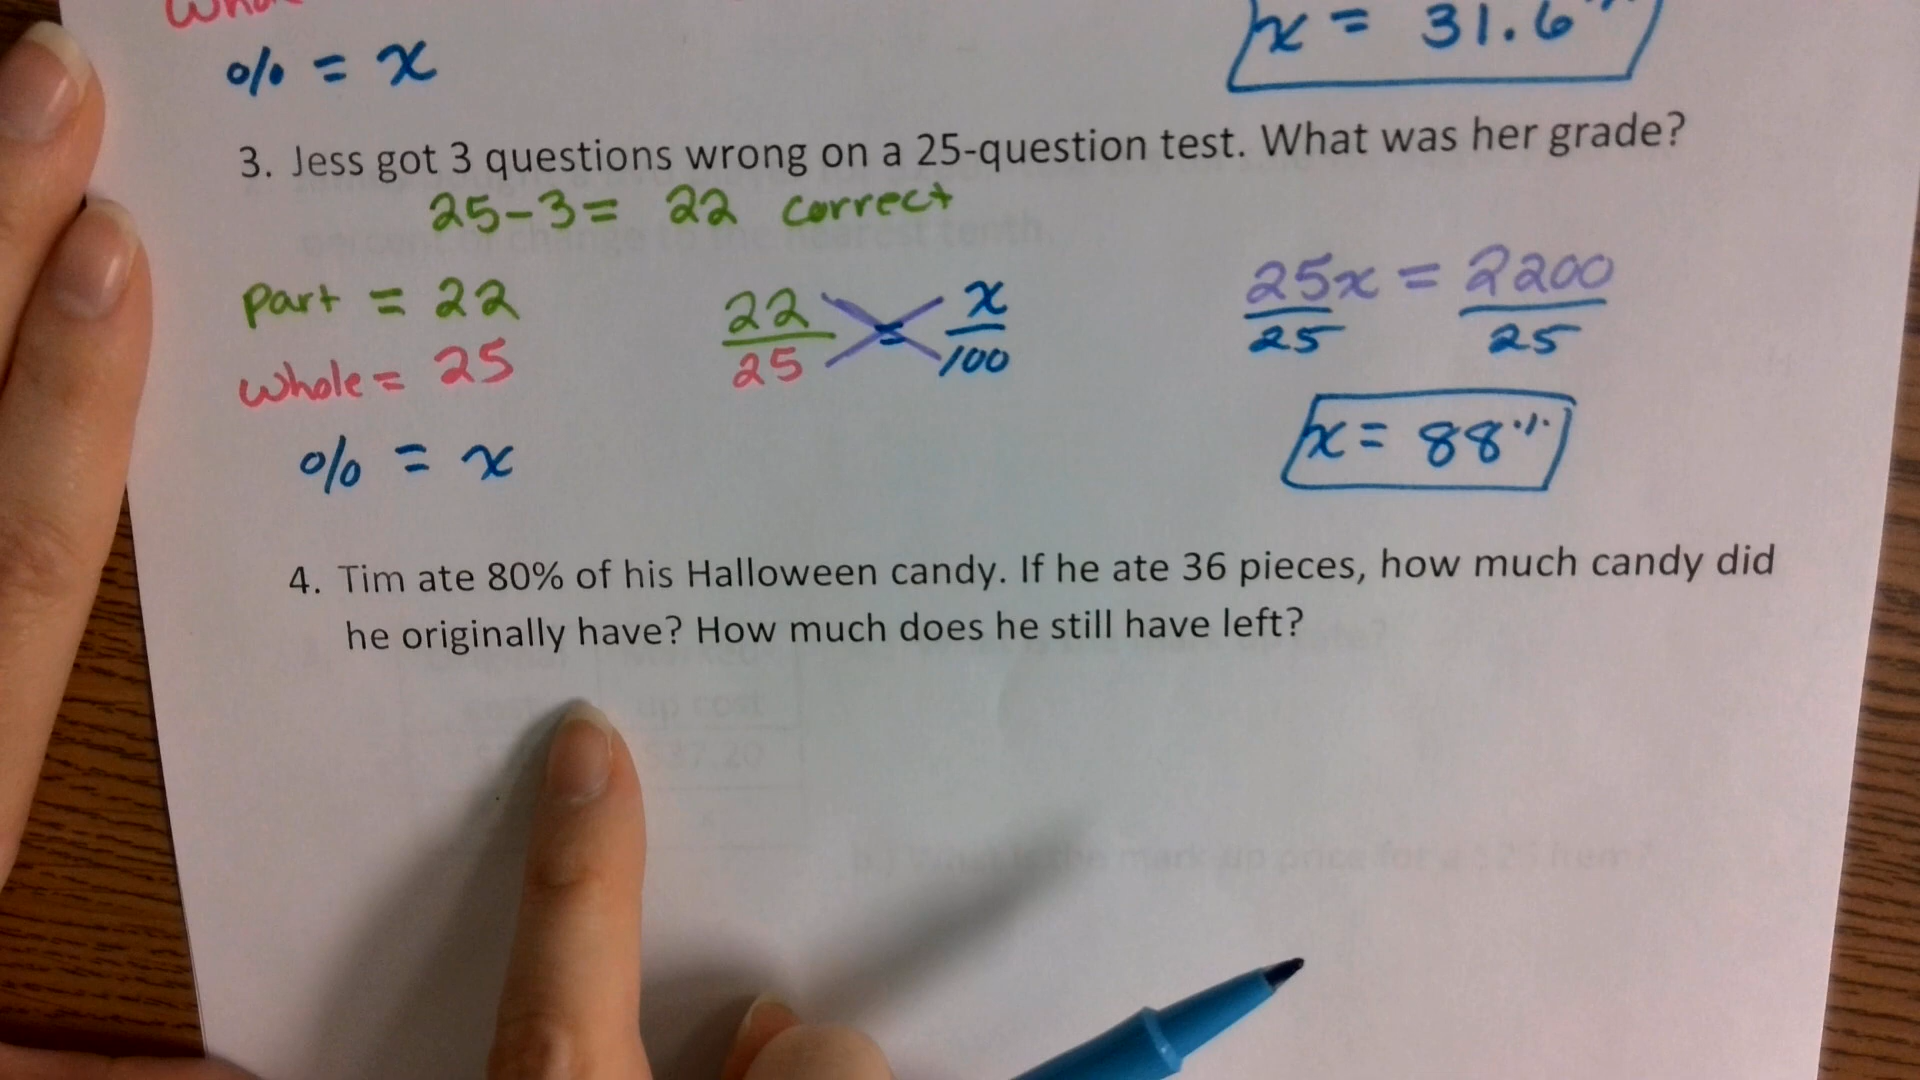 % = x
x = 31.6%
3. Jess got 3 questions wrong on a 25-question test. What was her grade?
25-3= 22 correct
part = 22
whole = 25
% = x
22/25 = x/100
25x/25 = 2200/25
x = 88%
4. Tim ate 80% of his Halloween candy. If he ate 36 pieces, how much candy did
he originally have? How much does he still have left?